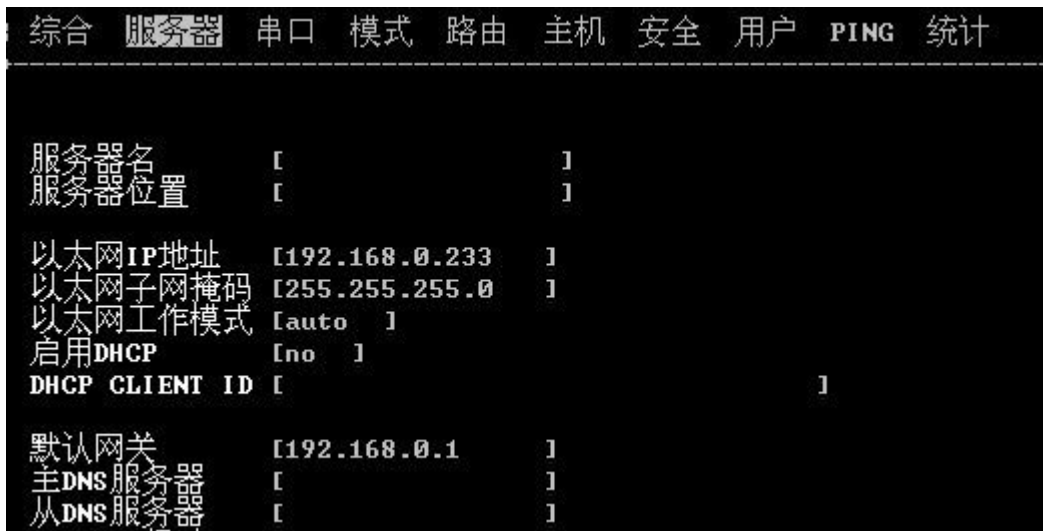 综合 服务器 串口 模式 路由 主机 安全 用户 PING 统计
服务器名 [ ]
服务器位置 [ ]
以太网IP地址 [192.168.0.233 ]
以太网子网掩码 [255.255.255.0 ]
以太网工作模式 [auto ]
启用DHCP [no ]
DHCP CLIENT ID [ ]
默认网关 [192.168.0.1 ]
主DNS服务器 [ ]
从DNS服务器 [ ]